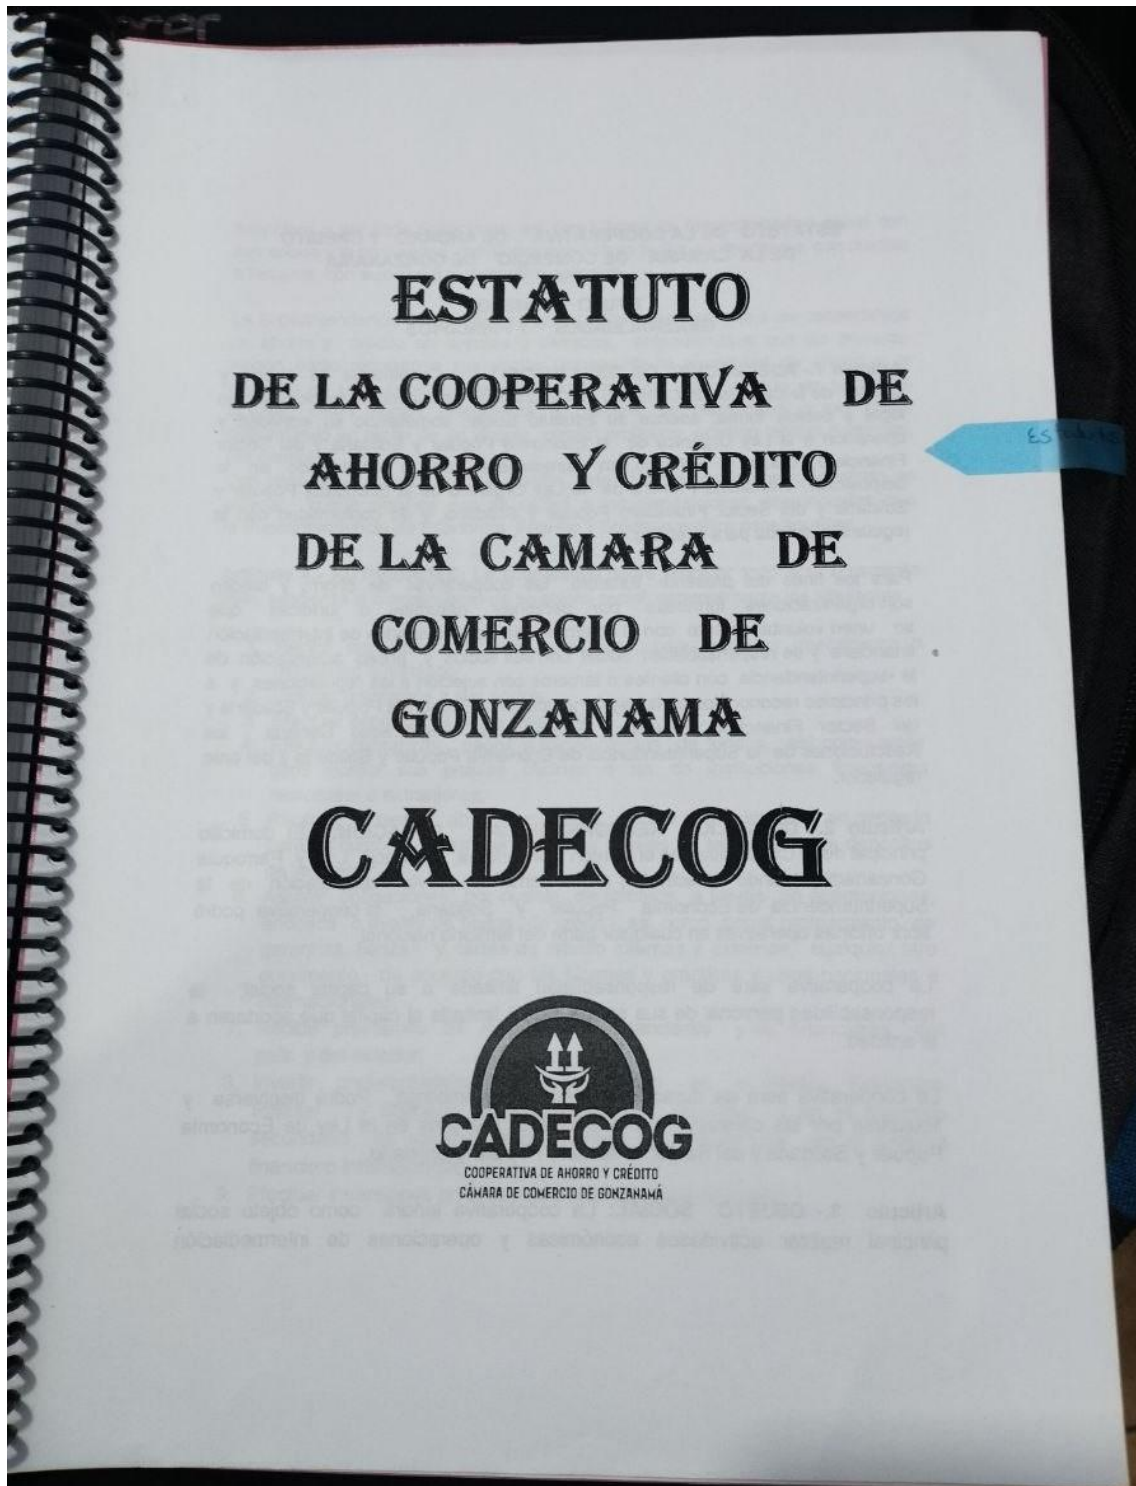 ESTATUTO
DE LA COOPERATIVA DE
AHORRO Y CRÉDITO
DE LA CAMARA DE
COMERCIO DE
GONZANAMA
CADECOG
CADECOG
COOPERATIVA DE AHORRO Y CRÉDITO
CÁMARA DE COMERCIO DE GONZANAMÁ